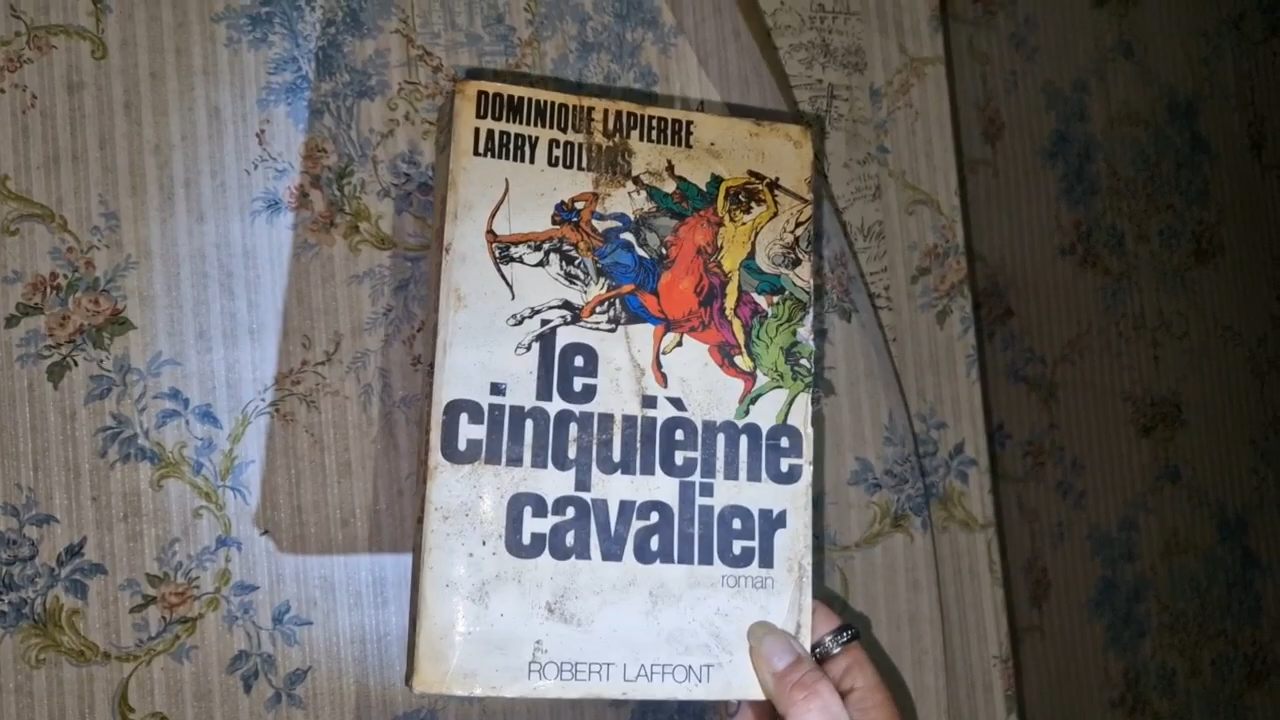 DOMINIQUE LAPIERRE
LARRY COLLINS
le
cinquième
cavalier
roman
ROBERT LAFFONT